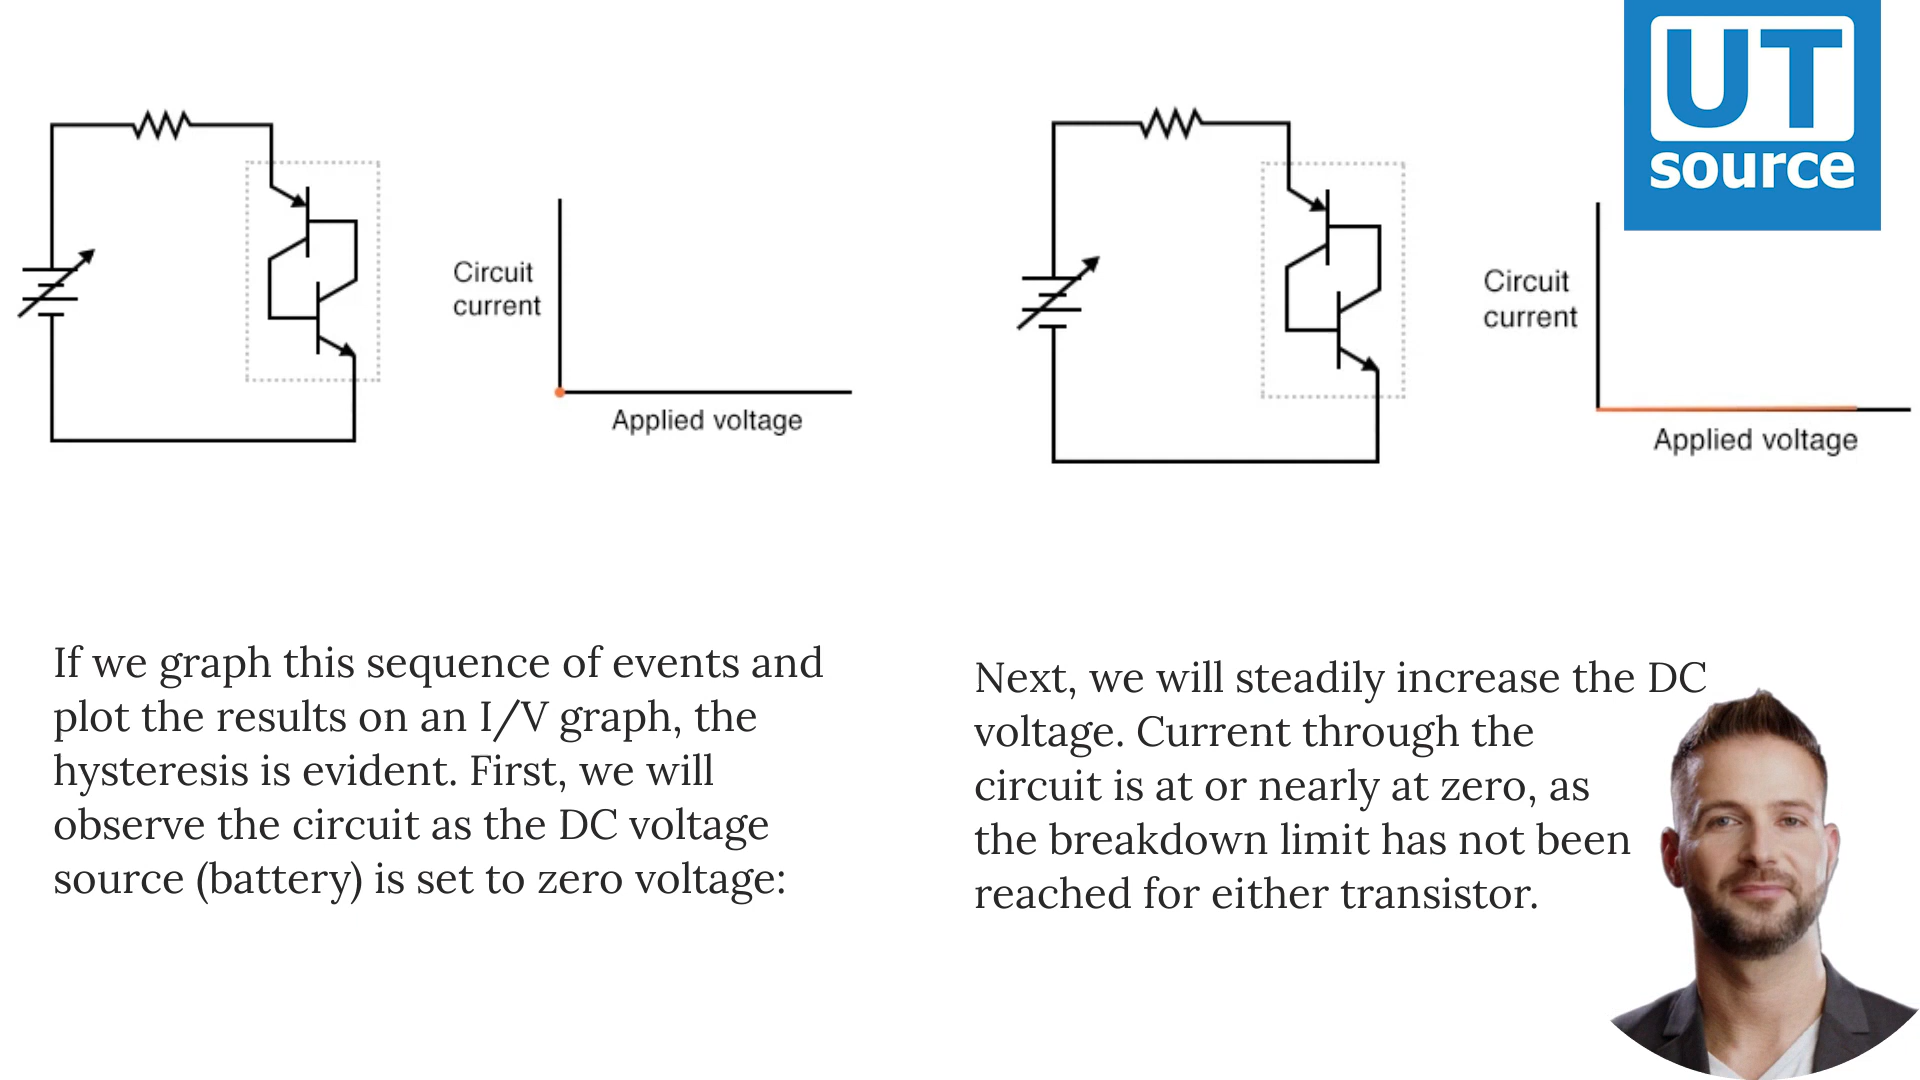 UT
source
Circuit
current
Applied voltage
Circuit
current
Applied voltage
If we graph this sequence of events and
plot the results on an I/V graph, the
hysteresis is evident. First, we will
observe the circuit as the DC voltage
source (battery) is set to zero voltage:
Next, we will steadily increase the DC
voltage. Current through the
circuit is at or nearly at zero, as
the breakdown limit has not been
reached for either transistor.